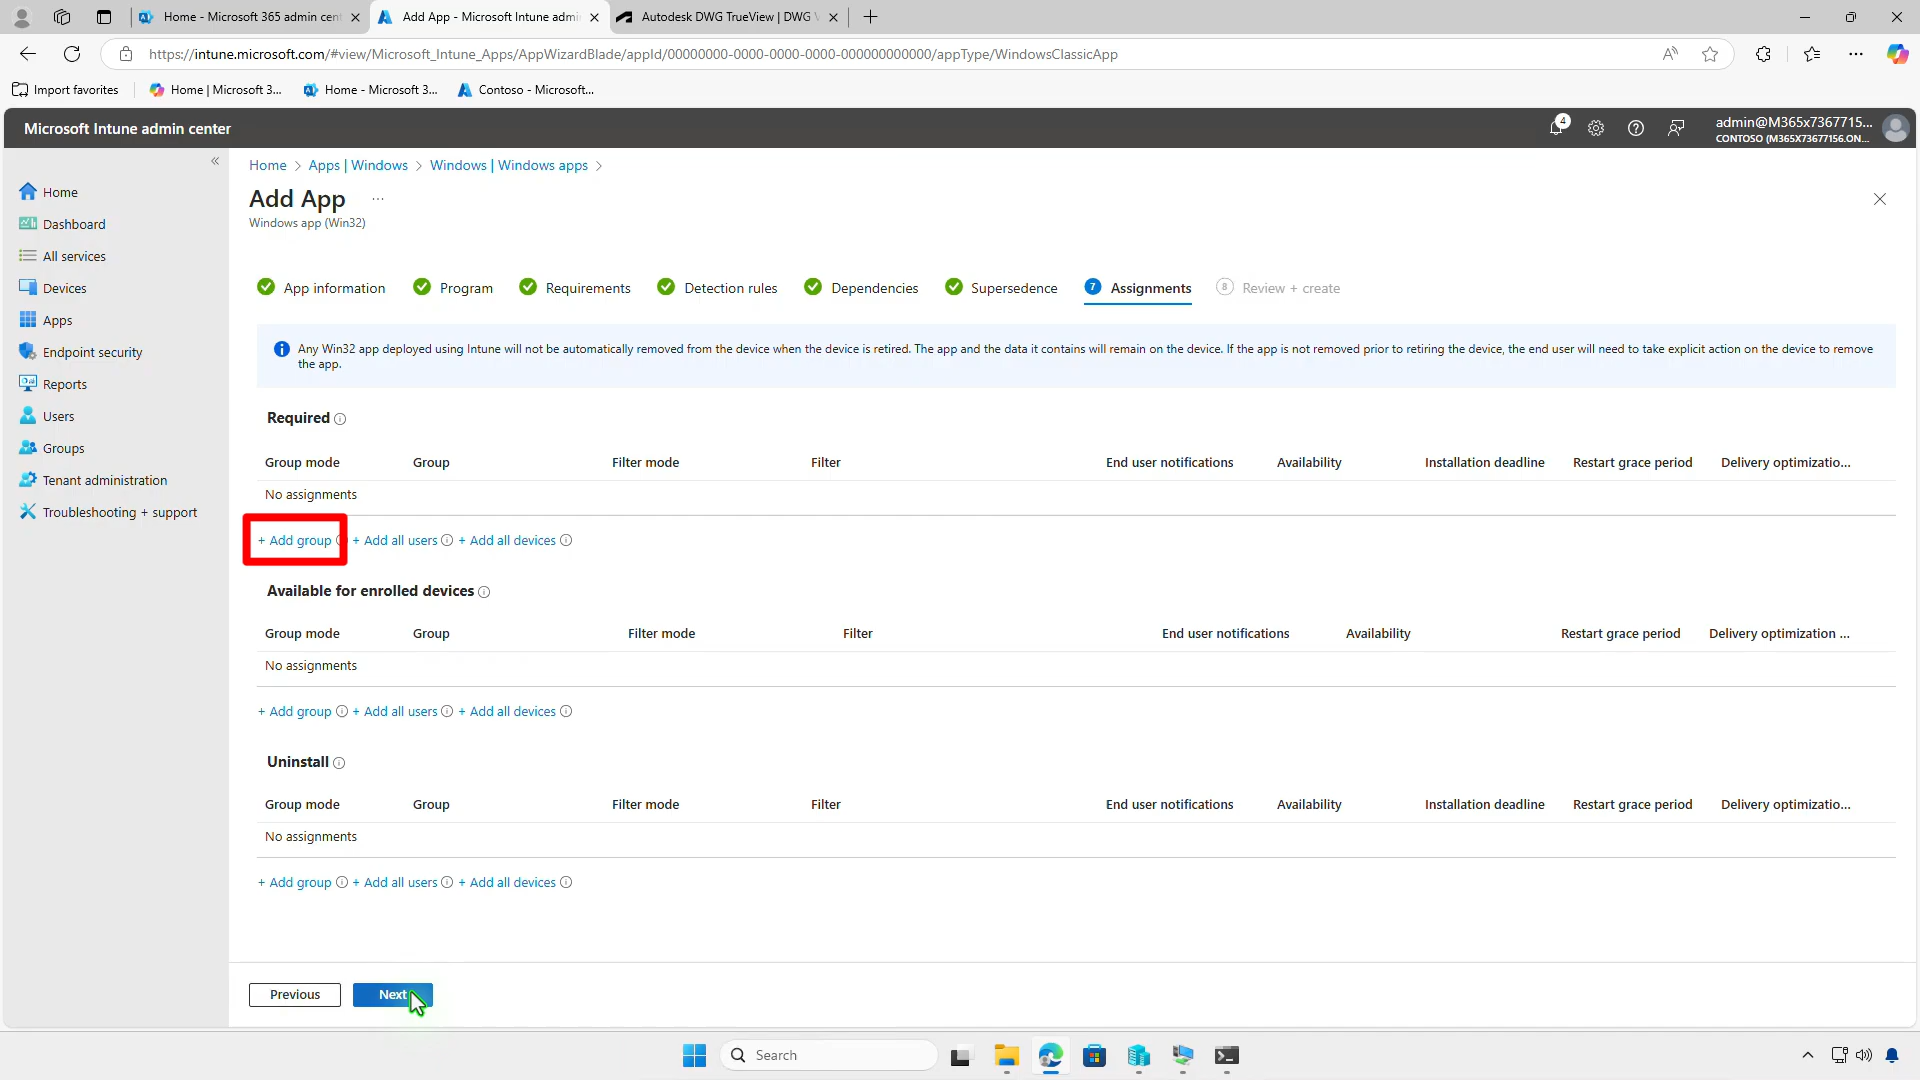 Home - Microsoft 365 admin cent
Add App - Microsoft Intune admin
Autodesk DWG TrueView | DWG V
https://intune.microsoft.com/#view/Microsoft_Intune_Apps/AppWizardBlade/appId/00000000-0000-0000-0000-000000000000/appType/WindowsClassicApp
Import favorites
Home | Microsoft 3...
Home - Microsoft 3...
Contoso - Microsoft...
Microsoft Intune admin center
4
admin@M365x7367715...
CONTOSO (M365X73677156.ON...
Home
Dashboard
All services
Devices
Apps
Endpoint security
Reports
Users
Groups
Tenant administration
Troubleshooting + support
Home > Apps | Windows > Windows | Windows apps >
Add App ...
Windows app (Win32)
App information
Program
Requirements
Detection rules
Dependencies
Supersedence
7 Assignments
8 Review + create
Any Win32 app deployed using Intune will not be automatically removed from the device when the device is retired. The app and the data it contains will remain on the device. If the app is not removed prior to retiring the device, the end user will need to take explicit action on the device to remove
the app.
Required
Group mode Group Filter mode Filter End user notifications Availability Installation deadline Restart grace period Delivery optimizatio...
No assignments
+ Add group + Add all users + Add all devices
Available for enrolled devices
Group mode Group Filter mode Filter End user notifications Availability Restart grace period Delivery optimization ...
No assignments
+ Add group + Add all users + Add all devices
Uninstall
Group mode Group Filter mode Filter End user notifications Availability Installation deadline Restart grace period Delivery optimizatio...
No assignments
+ Add group + Add all users + Add all devices
Previous
Next
Search